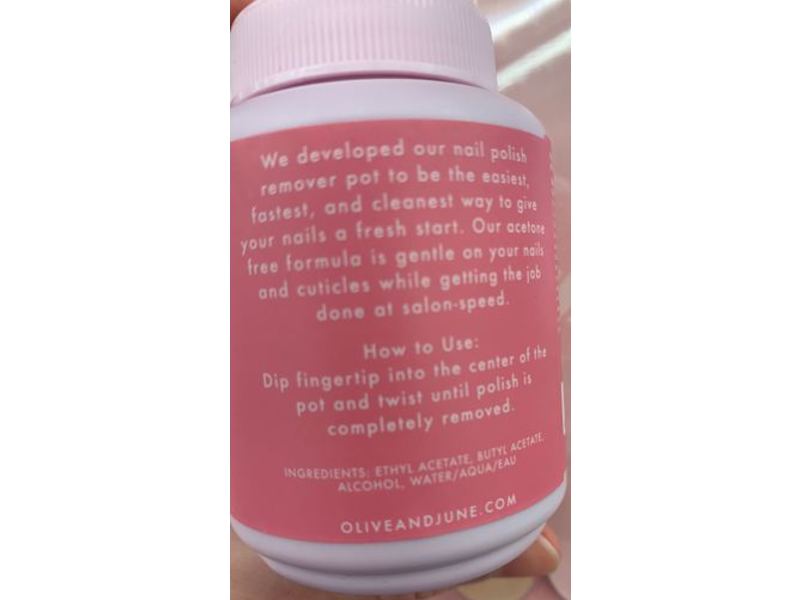 We developed our nail polish
remover pot to be the easiest,
fastest, and cleanest way to give
your nails a fresh start. Our acetone
free formula is gentle on your nails
and cuticles while getting the job
done at salon-speed.
How to Use:
Dip fingertip into the center of the
pot and twist until polish is
completely removed.
INGREDIENTS: ETHYL ACETATE, BUTYL ACETATE,
ALCOHOL, WATER/AQUA/EAU
OLIVEANDJUNE.COM